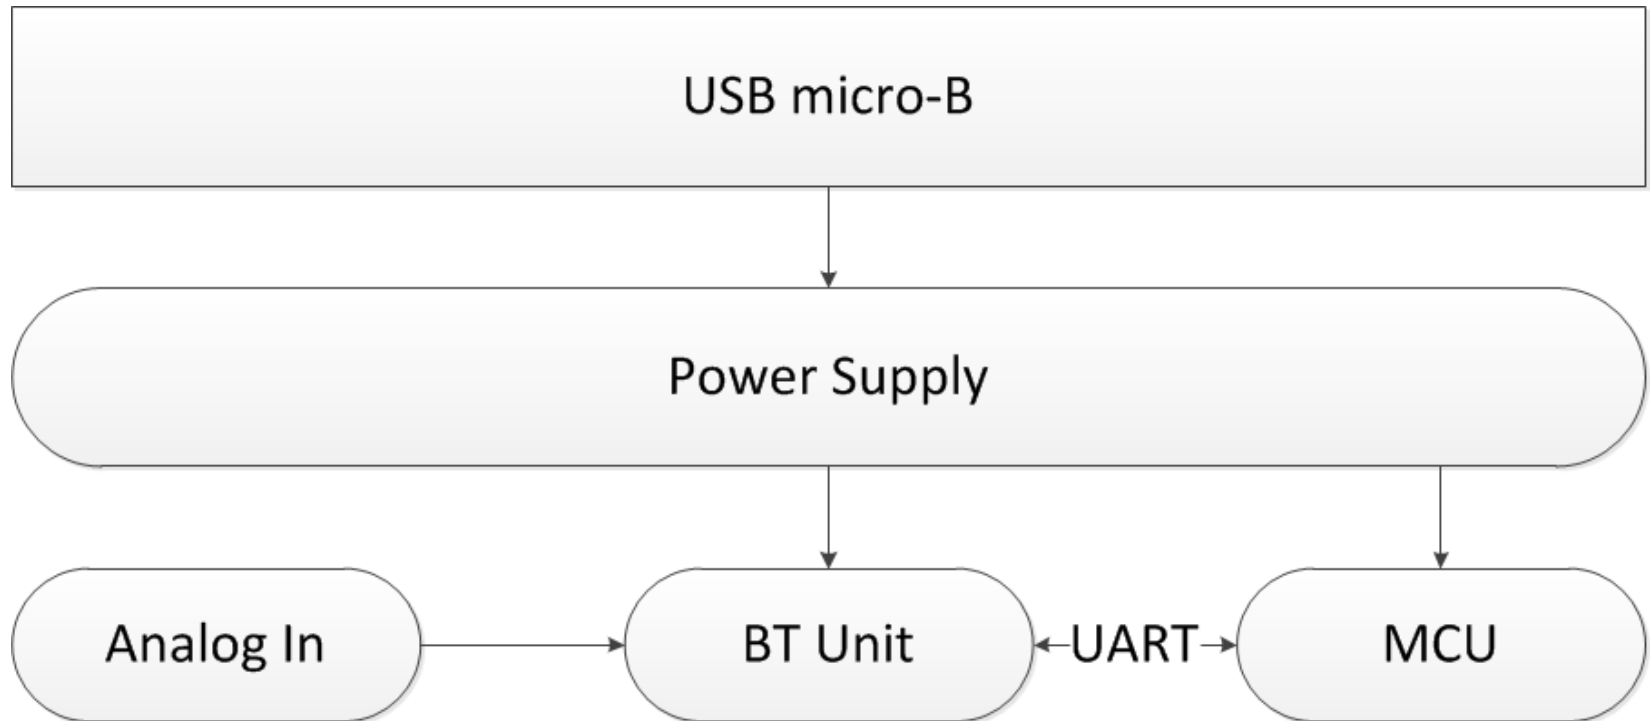 USB micro-B
Power Supply
Analog In
BT Unit
UART
MCU